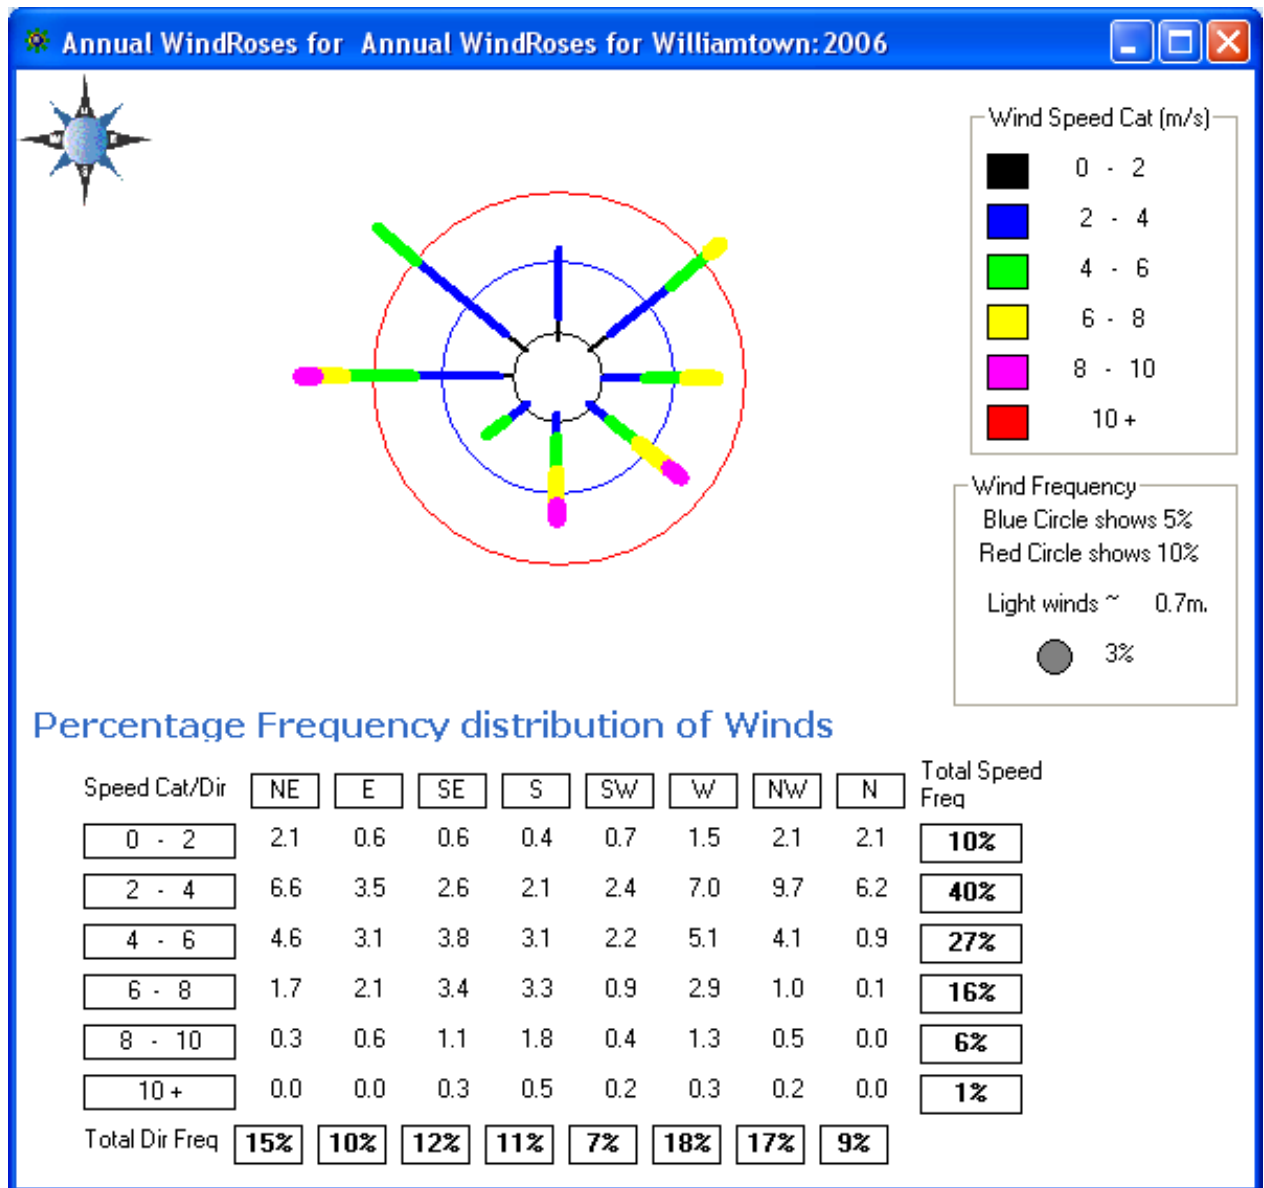 Annual WindRoses for  Annual WindRoses for Williamtown:2006
Wind Speed Cat (m/s)
0 - 2
2 - 4
4 - 6
6 - 8
8 - 10
10 +
Wind Frequency
Blue Circle shows 5%
Red Circle shows 10%
Light winds ~ 0.7m.
3%
Percentage Frequency distribution of Winds
Speed Cat/Dir NE E SE S SW W NW N Total Speed Freq
0 - 2 2.1 0.6 0.6 0.4 0.7 1.5 2.1 2.1 10%
2 - 4 6.6 3.5 2.6 2.1 2.4 7.0 9.7 6.2 40%
4 - 6 4.6 3.1 3.8 3.1 2.2 5.1 4.1 0.9 27%
6 - 8 1.7 2.1 3.4 3.3 0.9 2.9 1.0 0.1 16%
8 - 10 0.3 0.6 1.1 1.8 0.4 1.3 0.5 0.0 6%
10 + 0.0 0.0 0.3 0.5 0.2 0.3 0.2 0.0 1%
Total Dir Freq 15% 10% 12% 11% 7% 18% 17% 9%